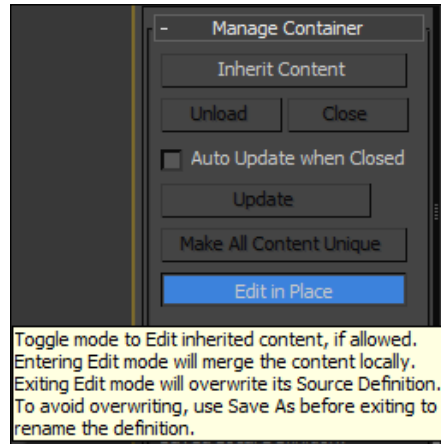 - Manage Container
Inherit Content
Unload Close
Auto Update when Closed
Update
Make All Content Unique
Edit in Place
Toggle mode to Edit inherited content, if allowed.
Entering Edit mode will merge the content locally.
Exiting Edit mode will overwrite its Source Definition.
To avoid overwriting, use Save As before exiting to
rename the definition.